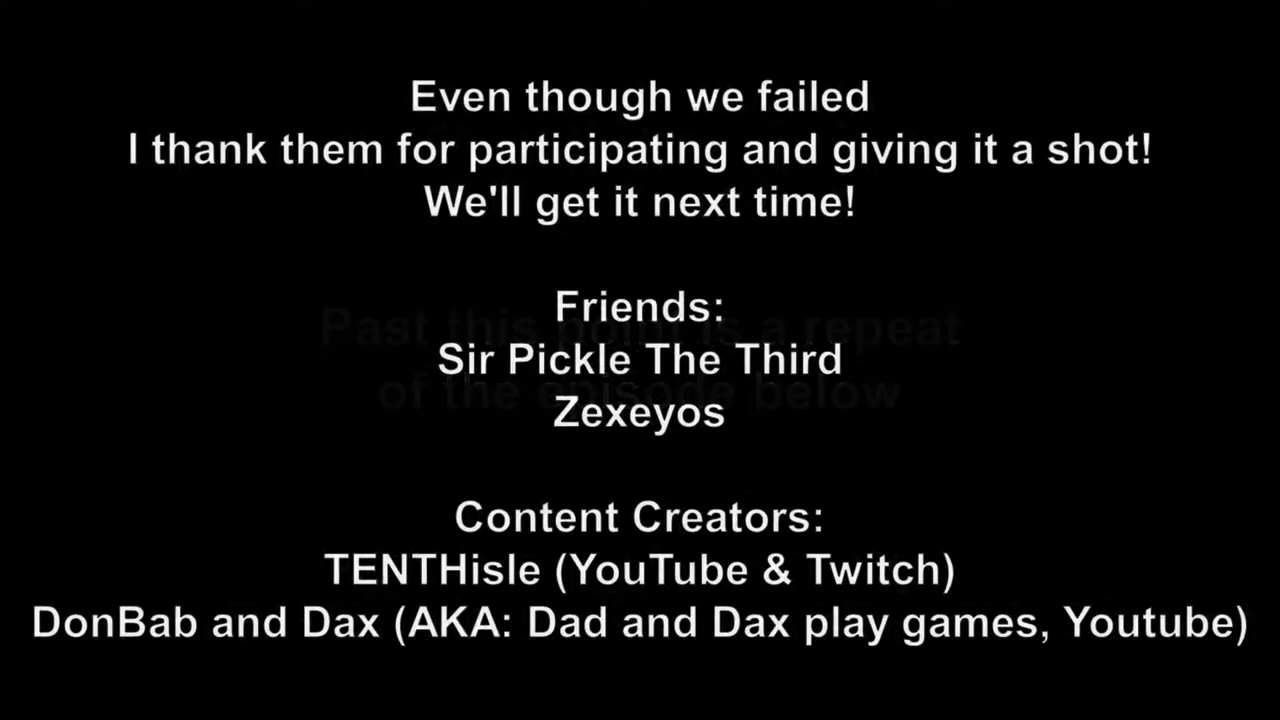 Even though we failed
I thank them for participating and giving it a shot!
We'll get it next time!
Friends:
Past this point is a repeat
Sir Pickle The Third
of the episode below
Zexeyos
Content Creators:
TENTHisle (YouTube & Twitch)
DonBab and Dax (AKA: Dad and Dax play games, Youtube)